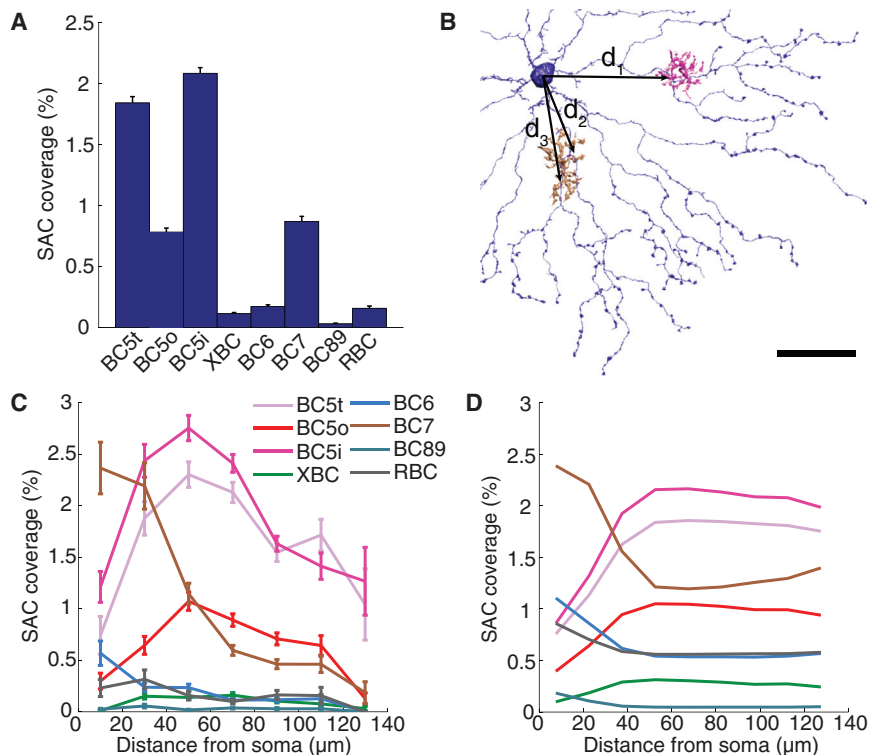 A
SAC coverage (%)
2.5
2
1.5
1
0.5
0
BC5t
BC5o
BC5i
XBC
BC6
BC7
BC89
RBC
B
d1
d2
d3
C
SAC coverage (%)
3
2.5
2
1.5
1
0.5
0
BC5t
BC5o
BC5i
XBC
BC6
BC7
BC89
RBC
0 20 40 60 80 100 120 140
Distance from soma (μm)
D
SAC coverage (%)
3
2.5
2
1.5
1
0.5
0
0 20 40 60 80 100 120 140
Distance from soma (μm)